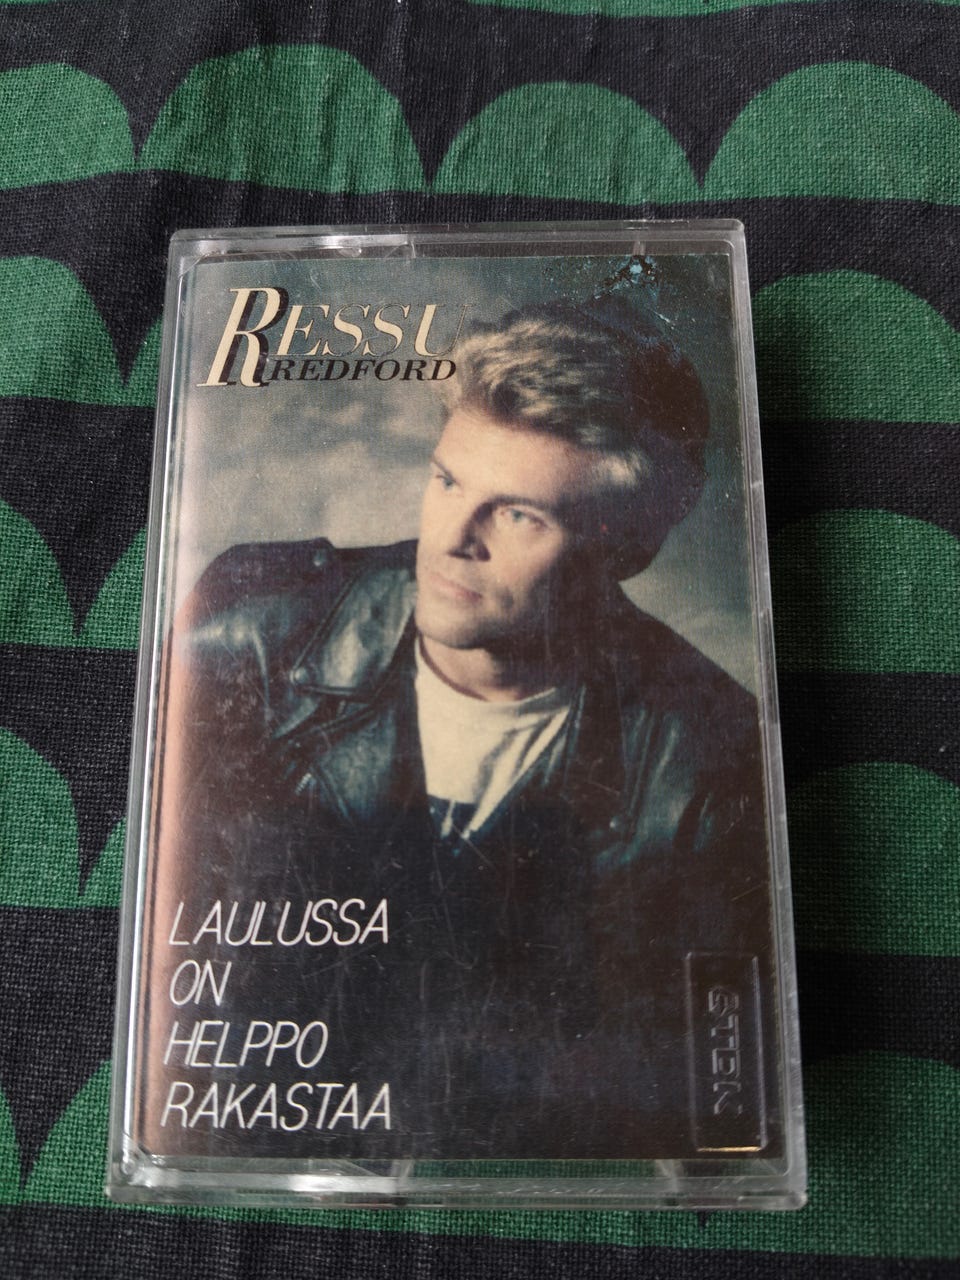 RESSU
REDFORD
LAULUSSA
ON
HELPPO
RAKASTAA